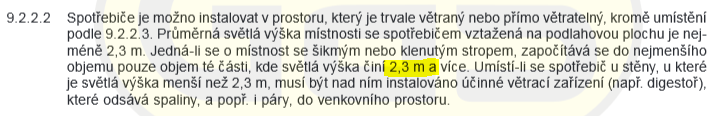 9.2.2.2 Spotřebiče je možno instalovat v prostoru, který je trvale větraný nebo přímo větratelný, kromě umístění
podle 9.2.2.3. Průměrná světlá výška místnosti se spotřebičem vztažená na podlahovou plochu je nej-
méně 2,3 m. Jedná-li se o místnost se šikmým nebo klenutým stropem, započítává se do nejmenšího
objemu pouze objem té části, kde světlá výška činí 2,3 m a více. Umístí-li se spotřebič u stěny, u které
je světlá výška menší než 2,3 m, musí být nad ním instalováno účinné větrací zařízení (např. digestoř),
které odsává spaliny, a popř. i páry, do venkovního prostoru.